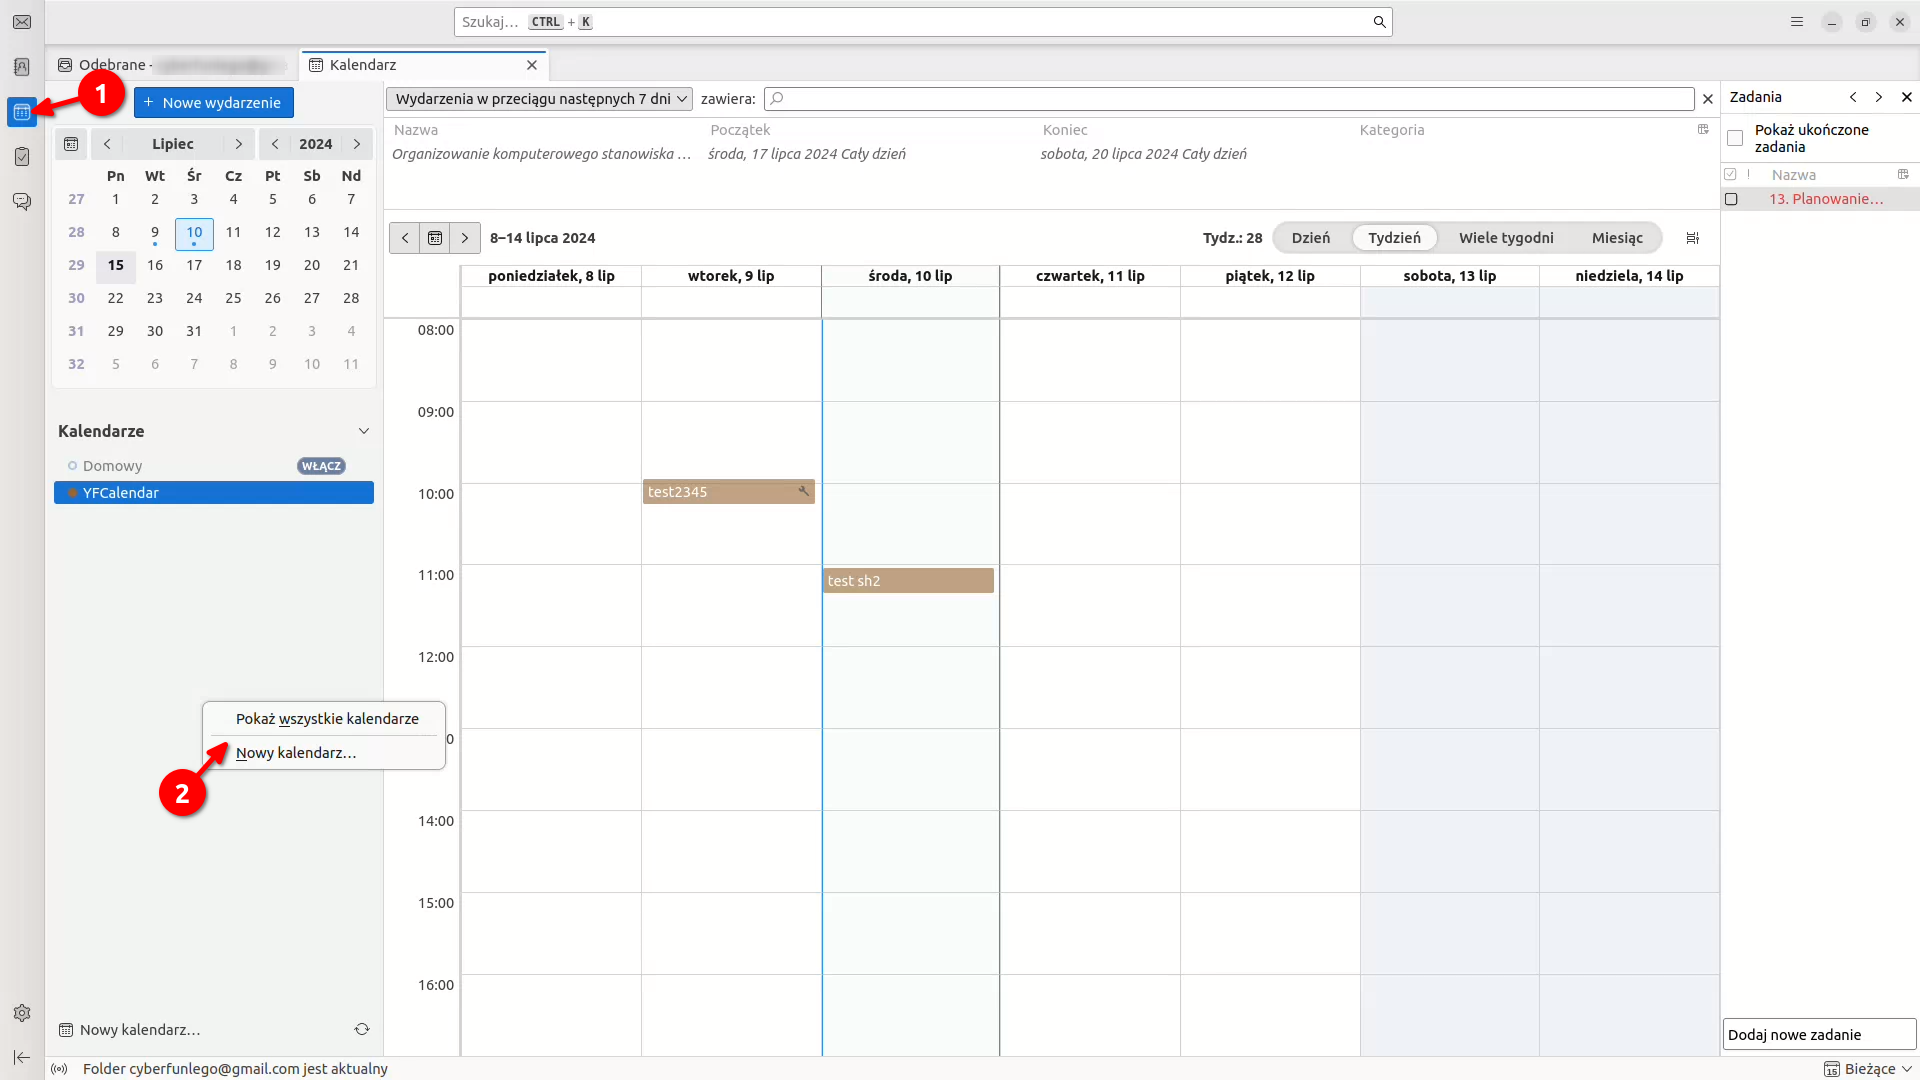 Szukaj… CTRL + K
Odebrane -
Kalendarz
1
+ Nowe wydarzenie
Lipiec
2024
Pn Wt Śr Cz Pt Sb Nd
27 1 2 3 4 5 6 7
28 8 9 10 11 12 13 14
29 15 16 17 18 19 20 21
30 22 23 24 25 26 27 28
31 29 30 31 1 2 3 4
32 5 6 7 8 9 10 11
Kalendarze
Domowy WŁĄCZ
YFCalendar
Pokaż wszystkie kalendarze
Nowy kalendarz…
2
Nowy kalendarz…
Wydarzenia w przeciągu następnych 7 dni zawiera:
Nazwa Początek Koniec Kategoria
Organizowanie komputerowego stanowiska … środa, 17 lipca 2024 Cały dzień sobota, 20 lipca 2024 Cały dzień
8–14 lipca 2024
Tydz.: 28 Dzień Tydzień Wiele tygodni Miesiąc
poniedziałek, 8 lip wtorek, 9 lip środa, 10 lip czwartek, 11 lip piątek, 12 lip sobota, 13 lip niedziela, 14 lip
08:00
09:00
10:00
test2345
11:00
test sh2
12:00
0
14:00
15:00
16:00
Zadania
Pokaż ukończone
zadania
! Nazwa
13. Planowanie…
Dodaj nowe zadanie
Folder cyberfunlego@gmail.com jest aktualny
15 Bieżące